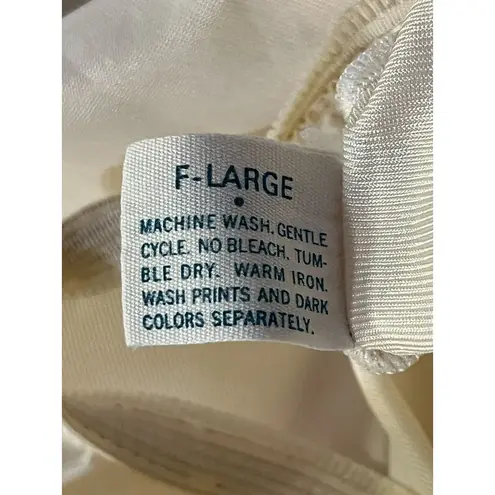 F-LARGE
•
MACHINE WASH. GENTLE
CYCLE. NO BLEACH. TUM-
BLE DRY. WARM IRON.
WASH PRINTS AND DARK
COLORS SEPARATELY.